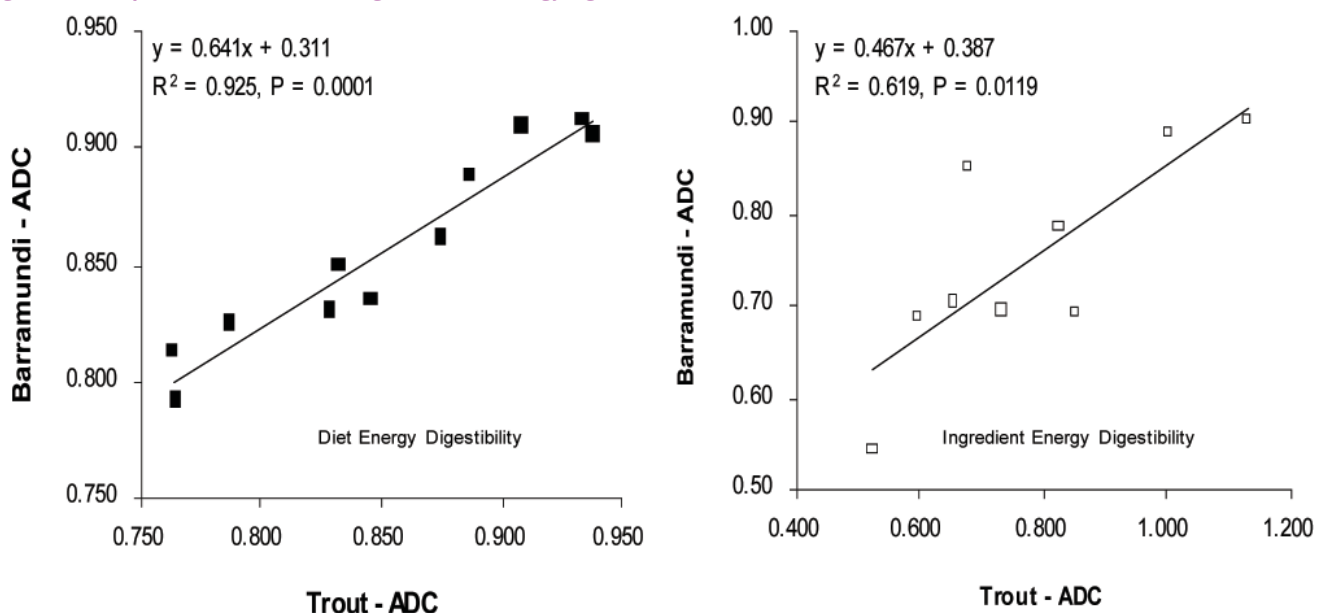 y = 0.641x + 0.311
R² = 0.925, P = 0.0001
Barramundi - ADC
0.950
0.900
0.850
0.800
0.750
Diet Energy Digestibility
0.750 0.800 0.850 0.900 0.950
Trout - ADC
y = 0.467x + 0.387
R² = 0.619, P = 0.0119
Barramundi - ADC
1.00
0.90
0.80
0.70
0.60
0.50
Ingredient Energy Digestibility
0.400 0.600 0.800 1.000 1.200
Trout - ADC